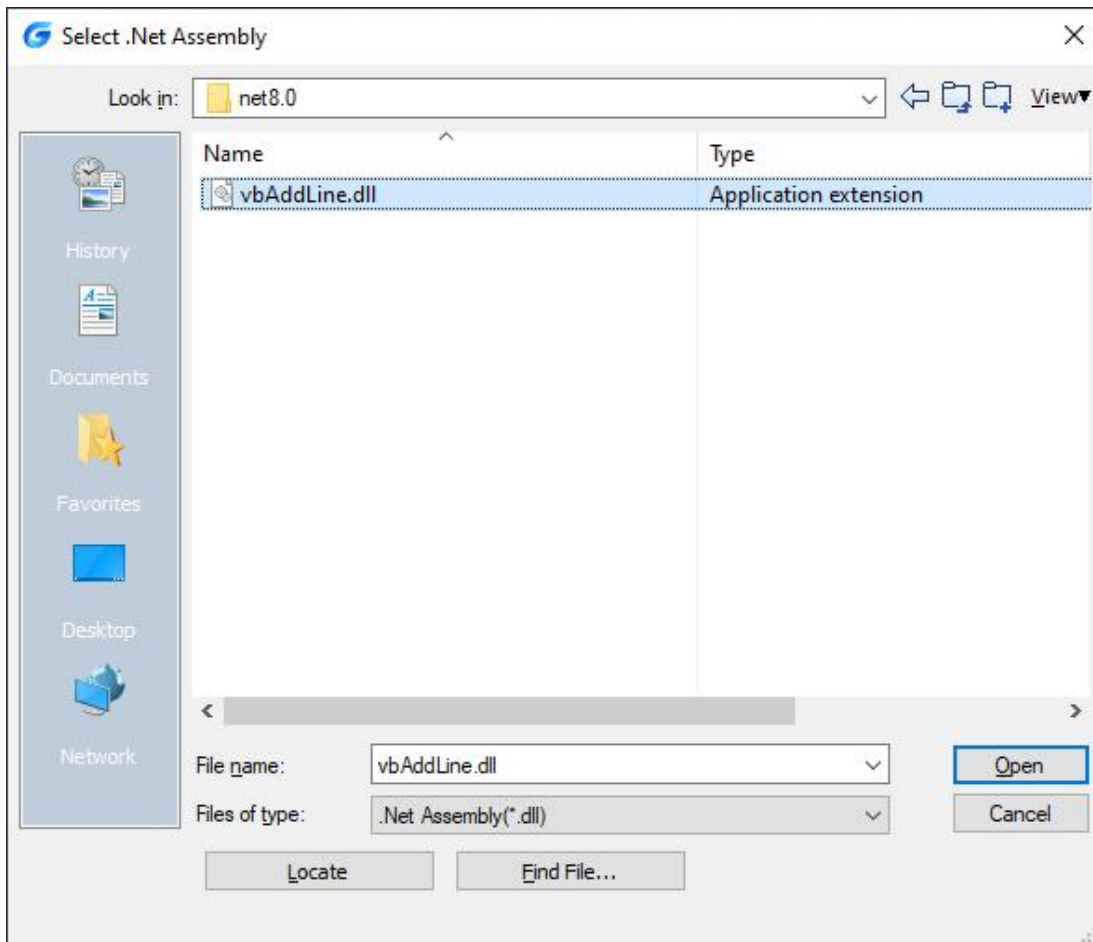 Select .Net Assembly
Look in: net8.0 View
Name Type
vbAddLine.dll Application extension
History
Documents
Favorites
Desktop
Network
File name: vbAddLine.dll Open
Files of type: .Net Assembly(*.dll) Cancel
Locate Find File...